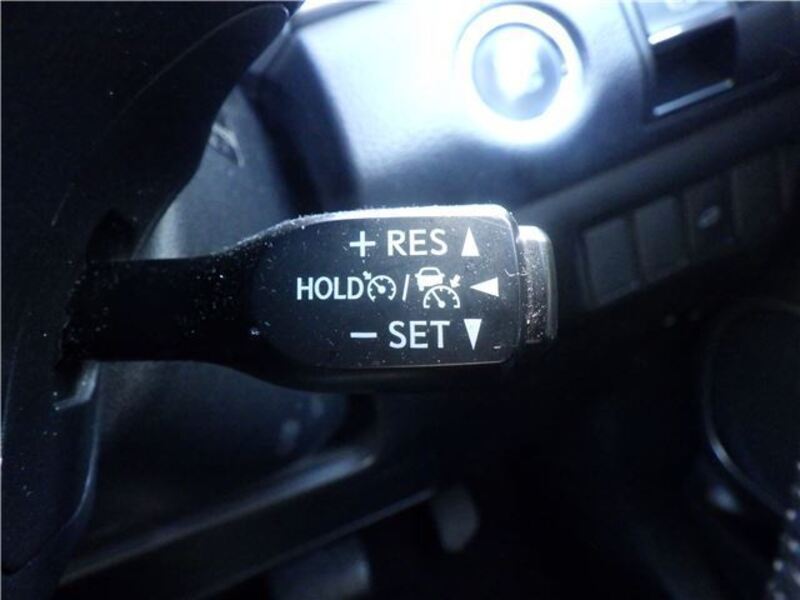 + RES ▲
HOLD / ◀
− SET ▼